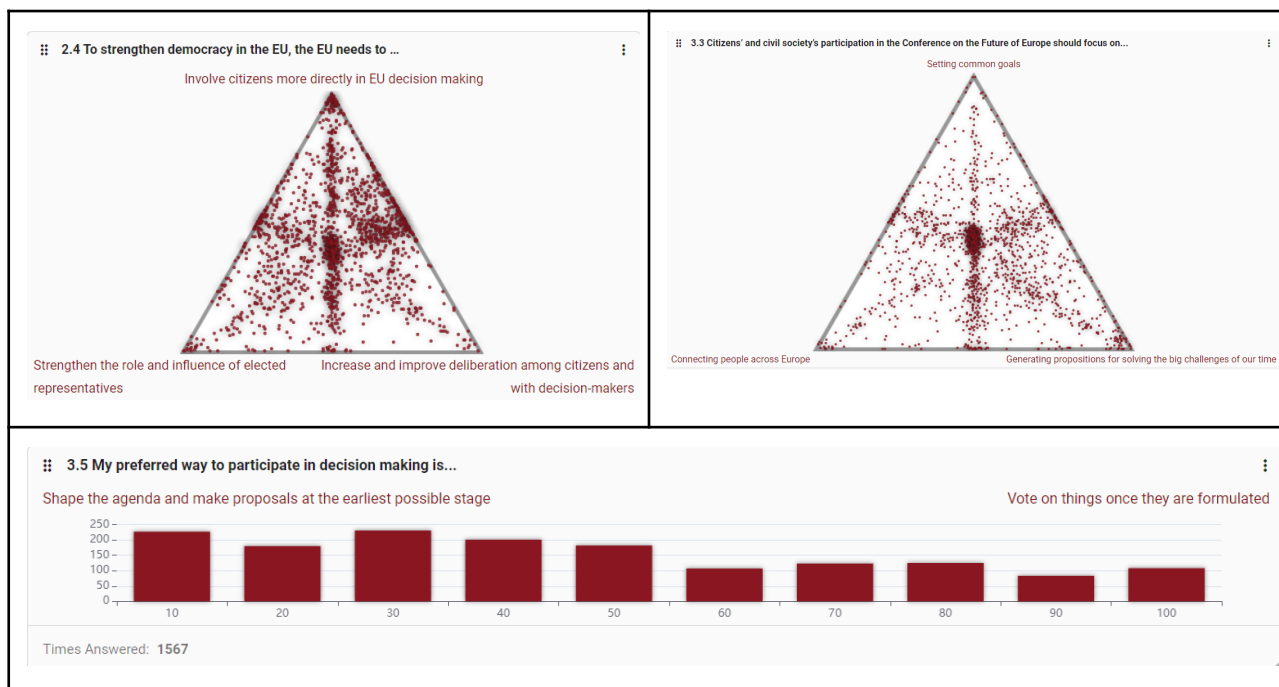 2.4 To strengthen democracy in the EU, the EU needs to ...
Involve citizens more directly in EU decision making
Strengthen the role and influence of elected
representatives
Increase and improve deliberation among citizens and
with decision-makers
3.3 Citizens' and civil society's participation in the Conference on the Future of Europe should focus on...
Setting common goals
Connecting people across Europe
Generating propositions for solving the big challenges of our time
3.5 My preferred way to participate in decision making is...
Shape the agenda and make proposals at the earliest possible stage
Vote on things once they are formulated
250
200
150
100
50
0
10 20 30 40 50 60 70 80 90 100
Times Answered: 1567